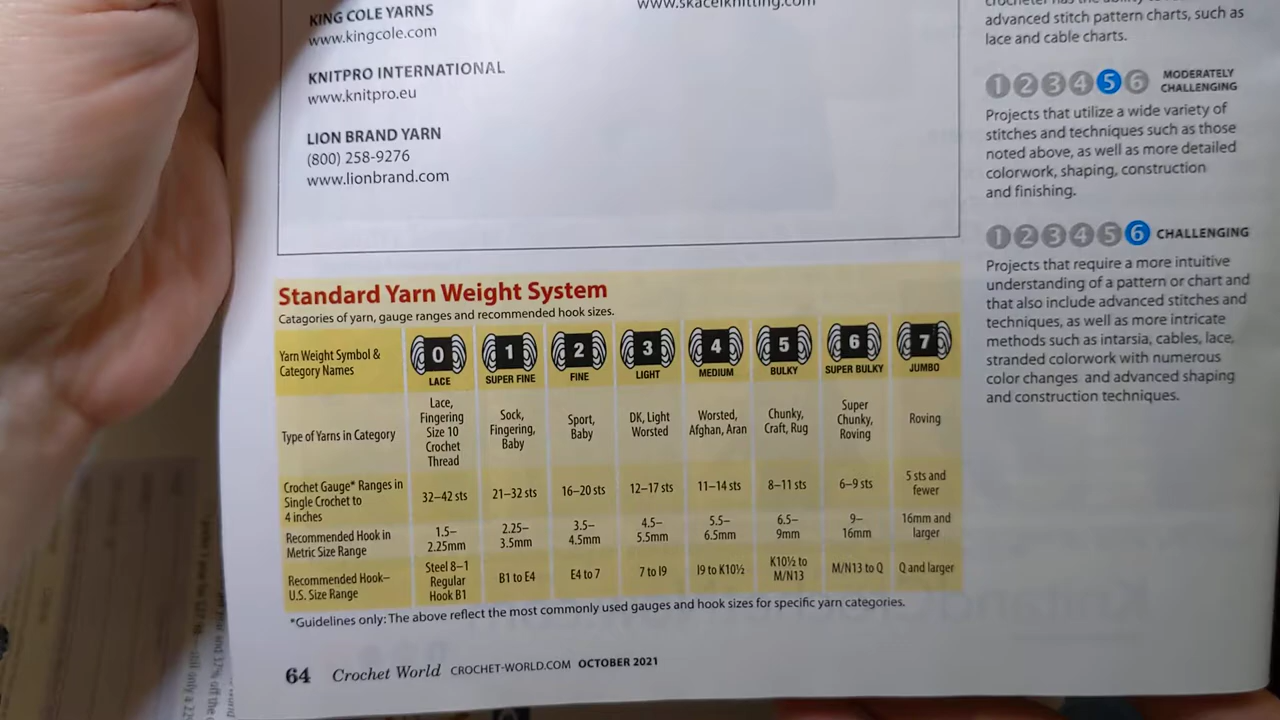 KING COLE YARNS
www.kingcole.com
KNITPRO INTERNATIONAL
www.knitpro.eu
LION BRAND YARN
(800) 258-9276
www.lionbrand.com
www.skacelknitting.com
advanced stitch pattern charts, such as
lace and cable charts.
1 2 3 4 5 6 MODERATELY
CHALLENGING
Projects that utilize a wide variety of
stitches and techniques such as those
noted above, as well as more detailed
colorwork, shaping, construction
and finishing.
1 2 3 4 5 6 CHALLENGING
Projects that require a more intuitive
understanding of a pattern or chart and
that also include advanced stitches and
techniques, as well as more intricate
methods such as intarsia, cables, lace,
stranded colorwork with numerous
color changes and advanced shaping
and construction techniques.
Standard Yarn Weight System
Catagories of yarn, gauge ranges and recommended hook sizes.
Yarn Weight Symbol &
Category Names
0
LACE
1
SUPER FINE
2
FINE
3
LIGHT
4
MEDIUM
5
BULKY
6
SUPER BULKY
7
JUMBO
Type of Yarns in Category
Lace,
Fingering
Size 10
Crochet
Thread
Sock,
Fingering,
Baby
Sport,
Baby
DK, Light
Worsted
Worsted,
Afghan, Aran
Chunky,
Craft, Rug
Super
Chunky,
Roving
Roving
Crochet Gauge* Ranges in
Single Crochet to
4 inches
32–42 sts
21–32 sts
16–20 sts
12–17 sts
11–14 sts
8–11 sts
6–9 sts
5 sts and
fewer
Recommended Hook in
Metric Size Range
1.5–
2.25mm
2.25–
3.5mm
3.5–
4.5mm
4.5–
5.5mm
5.5–
6.5mm
6.5–
9mm
9–
16mm
16mm and
larger
Recommended Hook–
U.S. Size Range
Steel 8–1
Regular
Hook B1
B1 to E4
E4 to 7
7 to I9
I9 to K10½
K10½ to
M/N13
M/N13 to Q
Q and larger
*Guidelines only: The above reflect the most commonly used gauges and hook sizes for specific yarn categories.
64 Crochet World CROCHET-WORLD.COM OCTOBER 2021